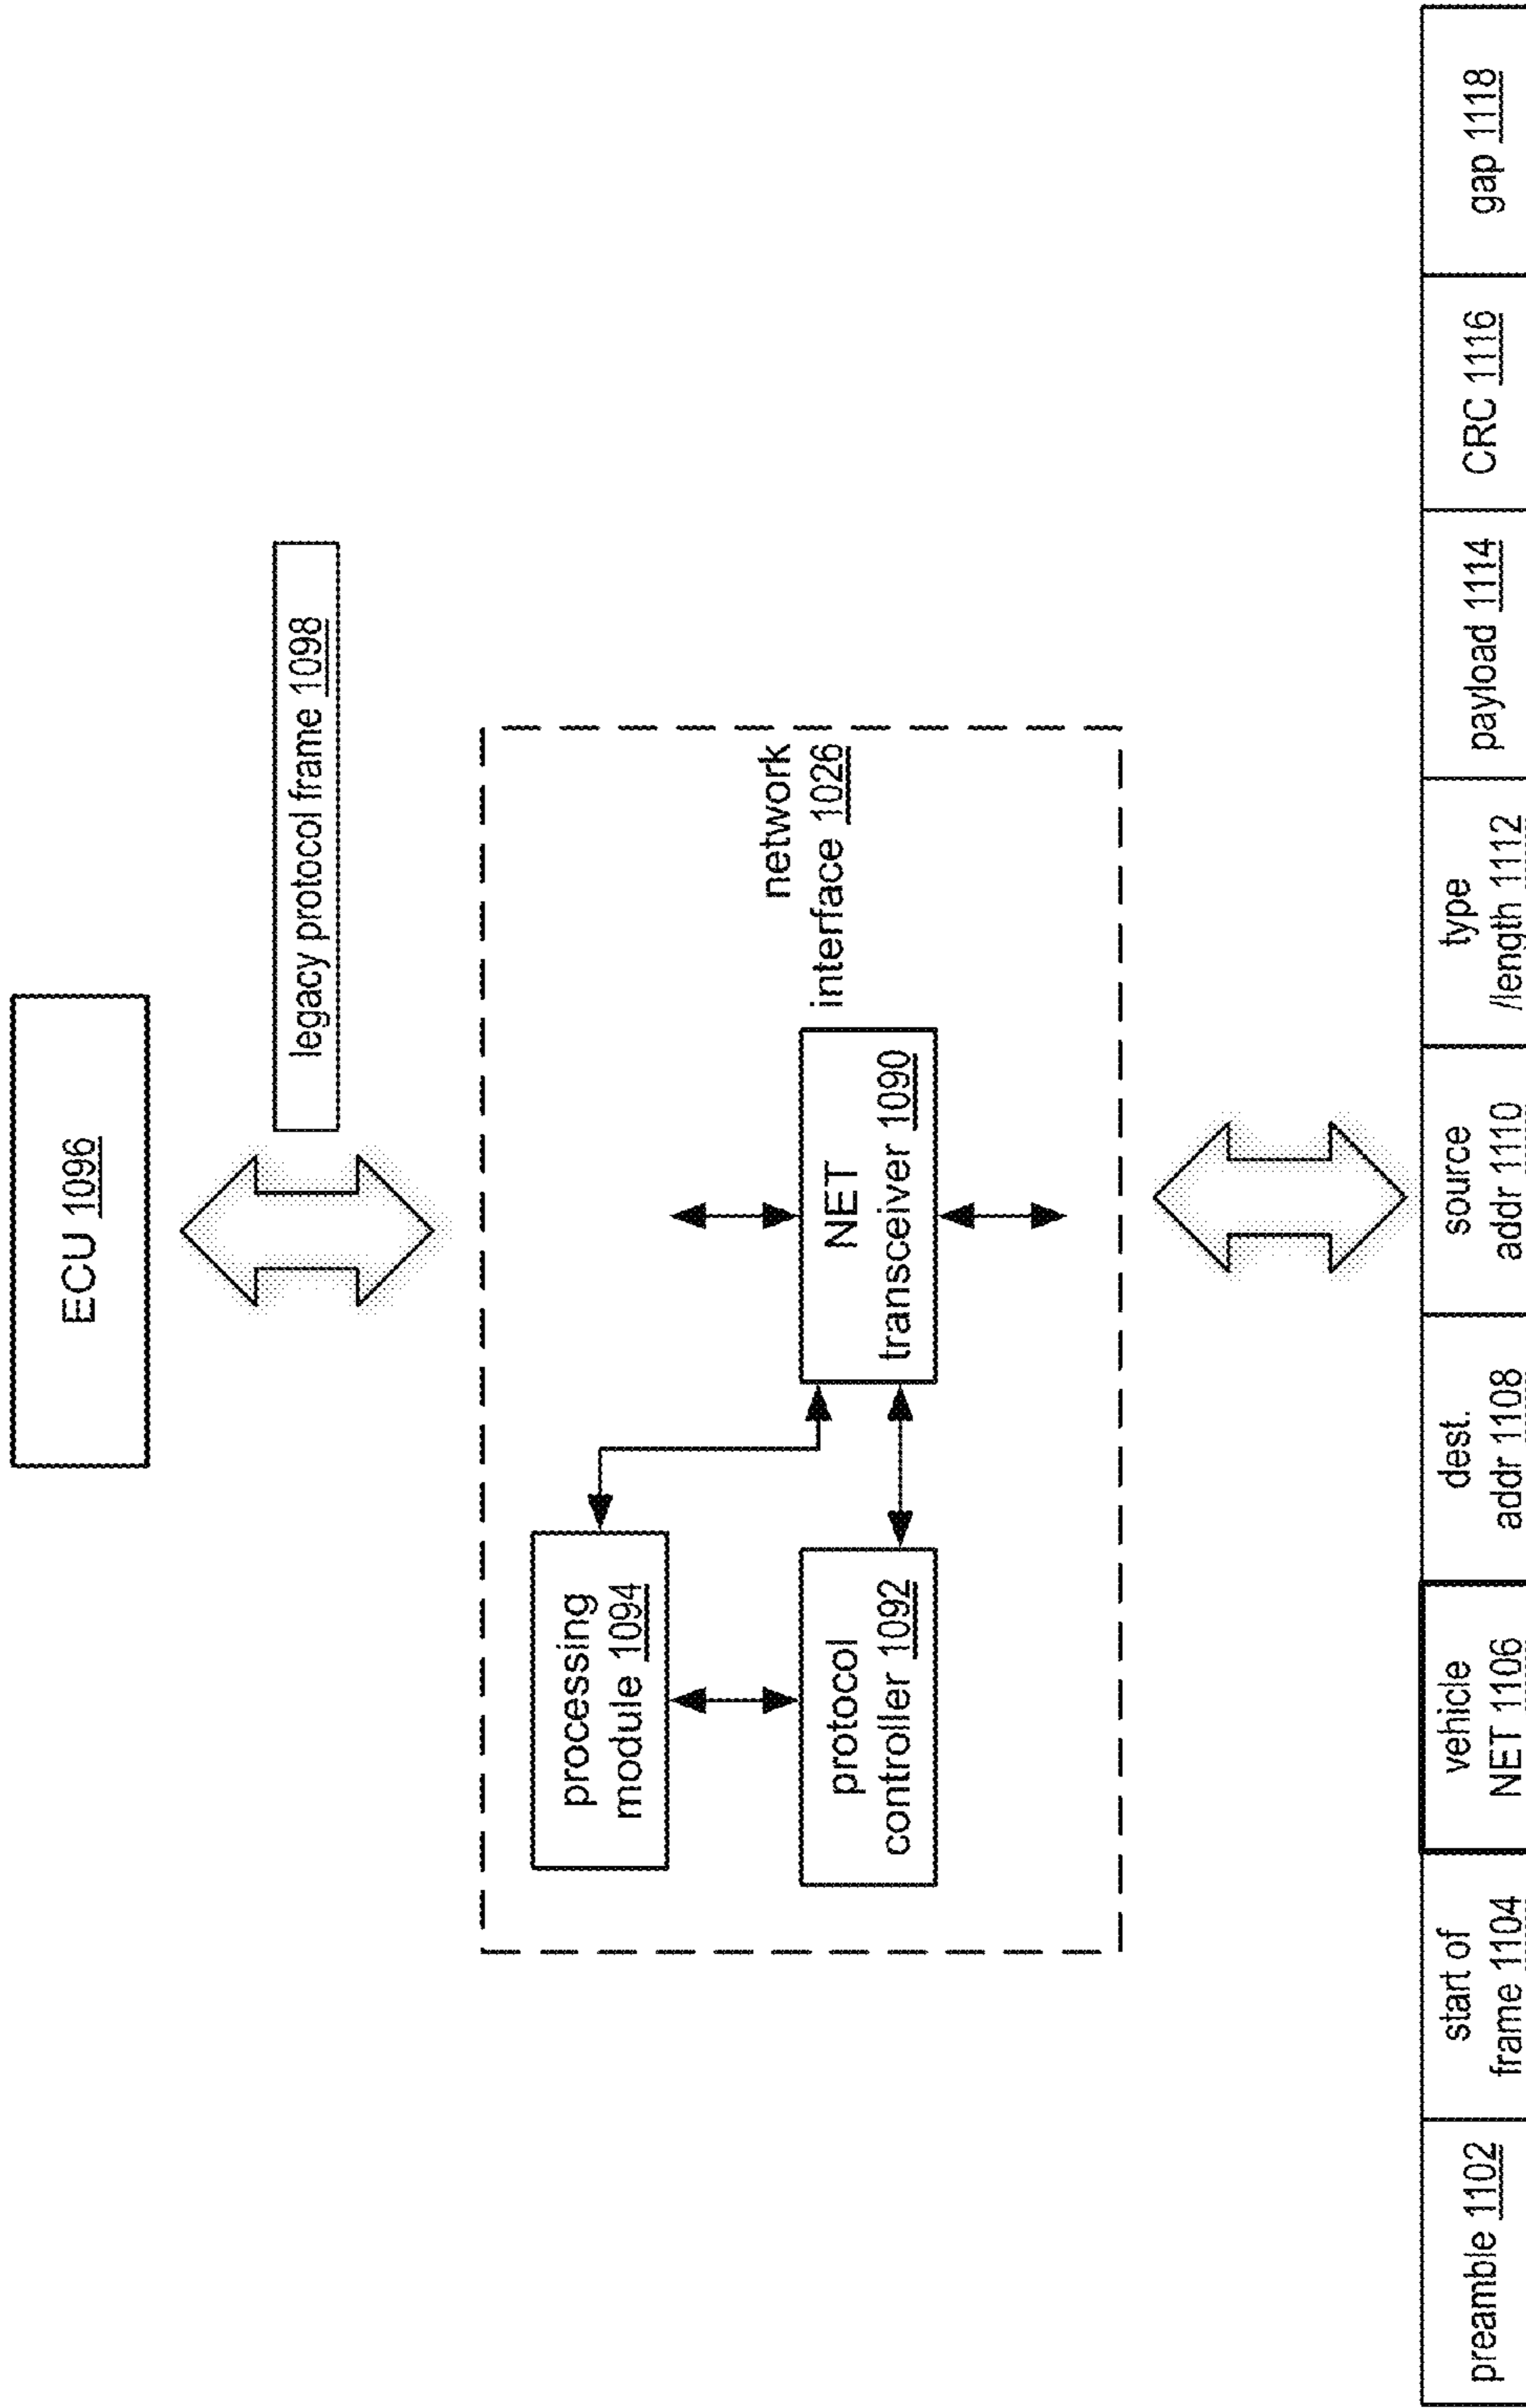 ECU 1096
legacy protocol frame 1098
network
interface 1026
processing
module 1094
NET
transceiver 1090
protocol
controller 1092
preamble 1102
start of
frame 1104
vehicle
NET 1106
dest.
addr 1108
source
addr 1110
type
/length 1112
payload 1114
CRC 1116
gap 1118